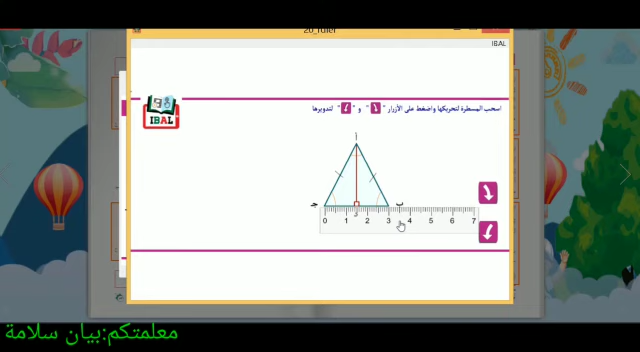 20_ruler
IBAL
اسحب المسطرة لتحريكها واضغط على الأزرار " " و " " لتدويرها
IBAL
أ
جـ
ب
د
0 1 2 3 4 5 6 7
معلمتكم:بيان سلامة